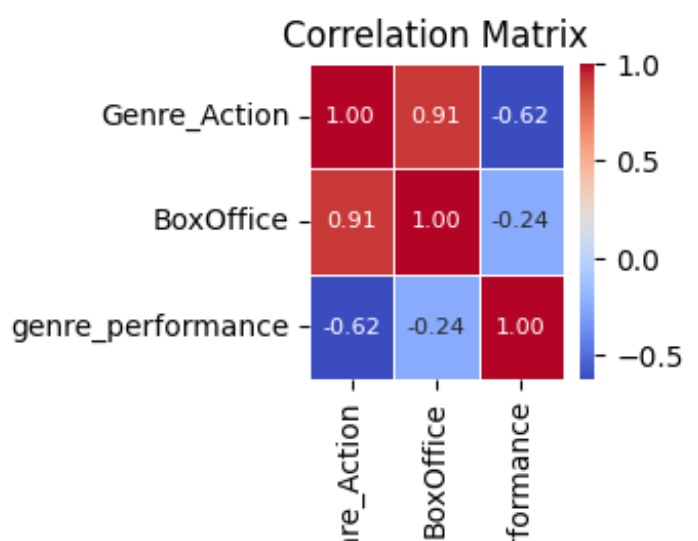 Correlation Matrix
Genre_Action 1.00 0.91 -0.62
BoxOffice 0.91 1.00 -0.24
genre_performance -0.62 -0.24 1.00
1.0
0.5
0.0
−0.5
re_Action
BoxOffice
formance